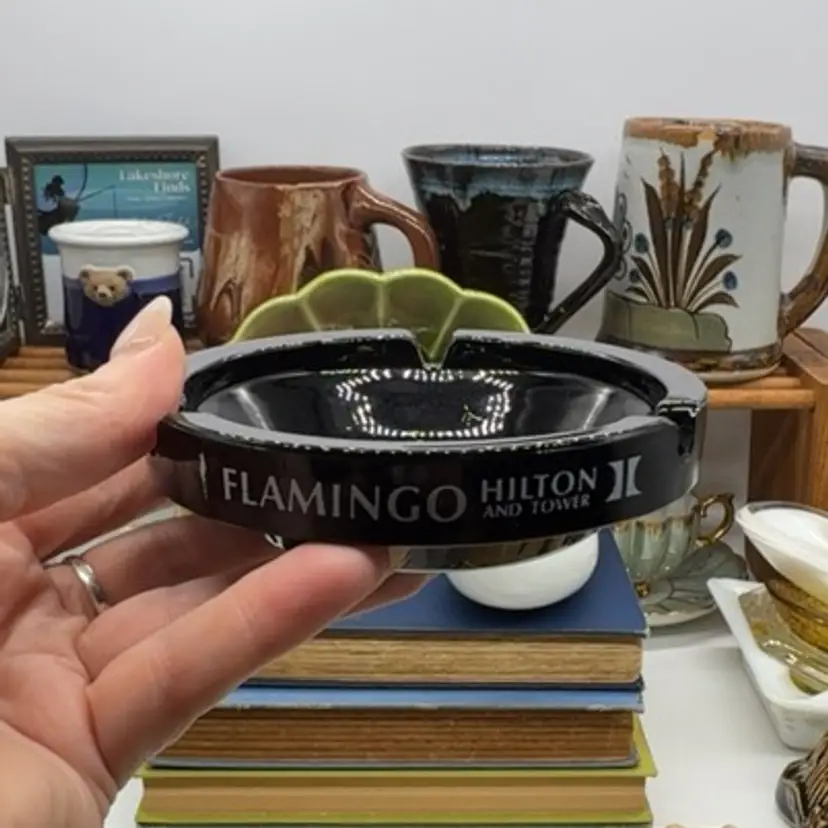 Lakeshore
Finds
FLAMINGO HILTON
AND TOWER